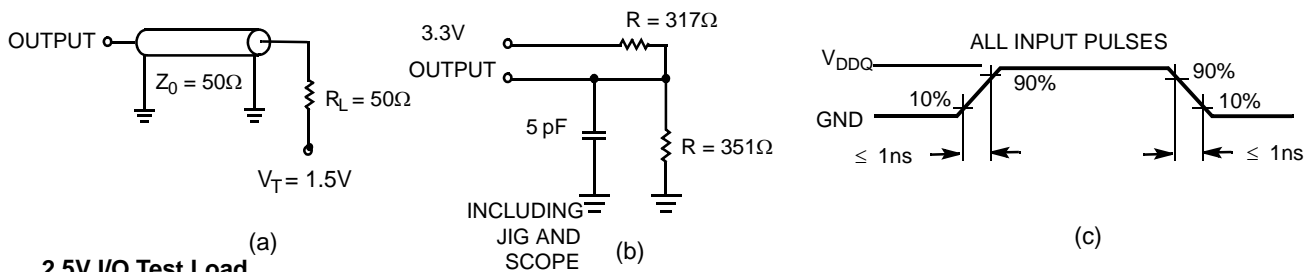 OUTPUT
Z0 = 50Ω
RL = 50Ω
VT = 1.5V
(a)
3.3V
OUTPUT
R = 317Ω
5 pF
R = 351Ω
INCLUDING
JIG AND
SCOPE
(b)
ALL INPUT PULSES
VDDQ
GND
10%
90%
90%
10%
≤ 1ns
≤ 1ns
(c)
2.5V I/O Test Load